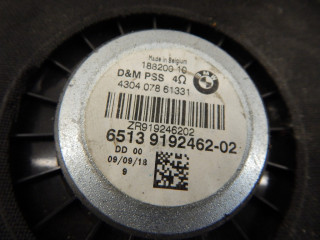 Made in Belgium
188209-10
D&M PSS 4Ω
4304 078 61331
ZR919246202
6513 9192462-02
DD 00
09/09/18
9